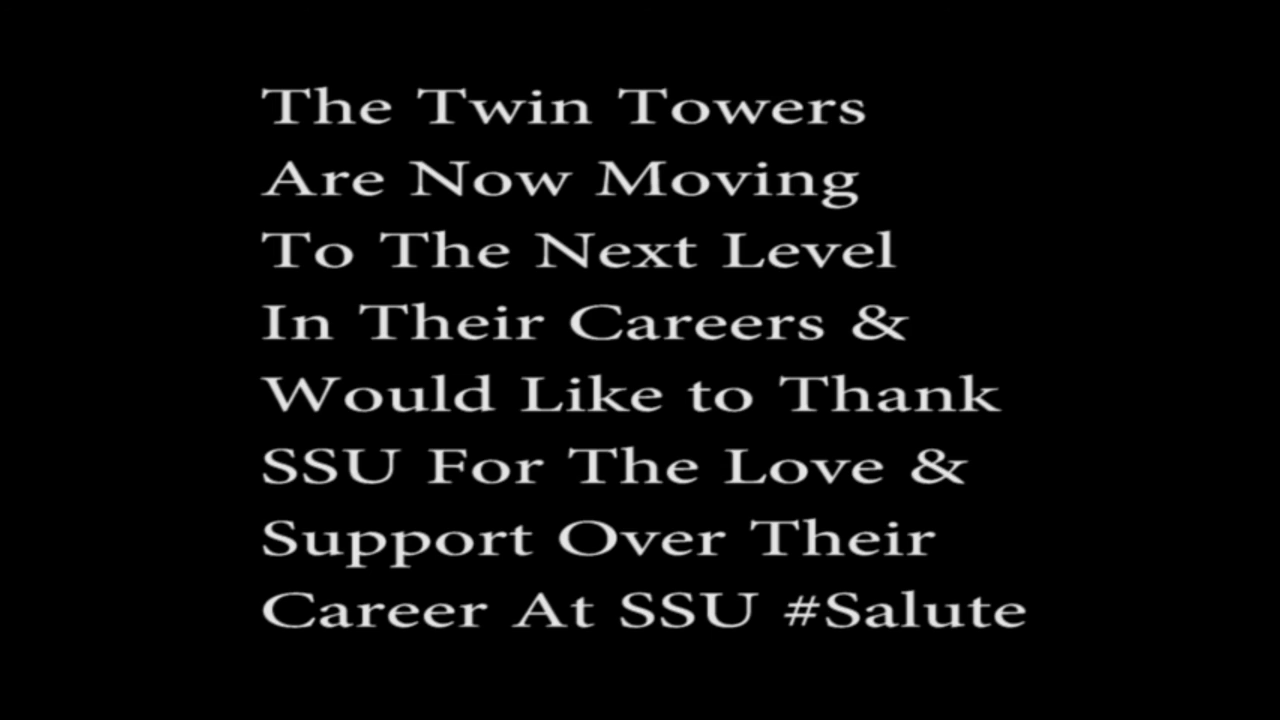 The Twin Towers
Are Now Moving
To The Next Level
In Their Careers &
Would Like to Thank
SSU For The Love &
Support Over Their
Career At SSU #Salute